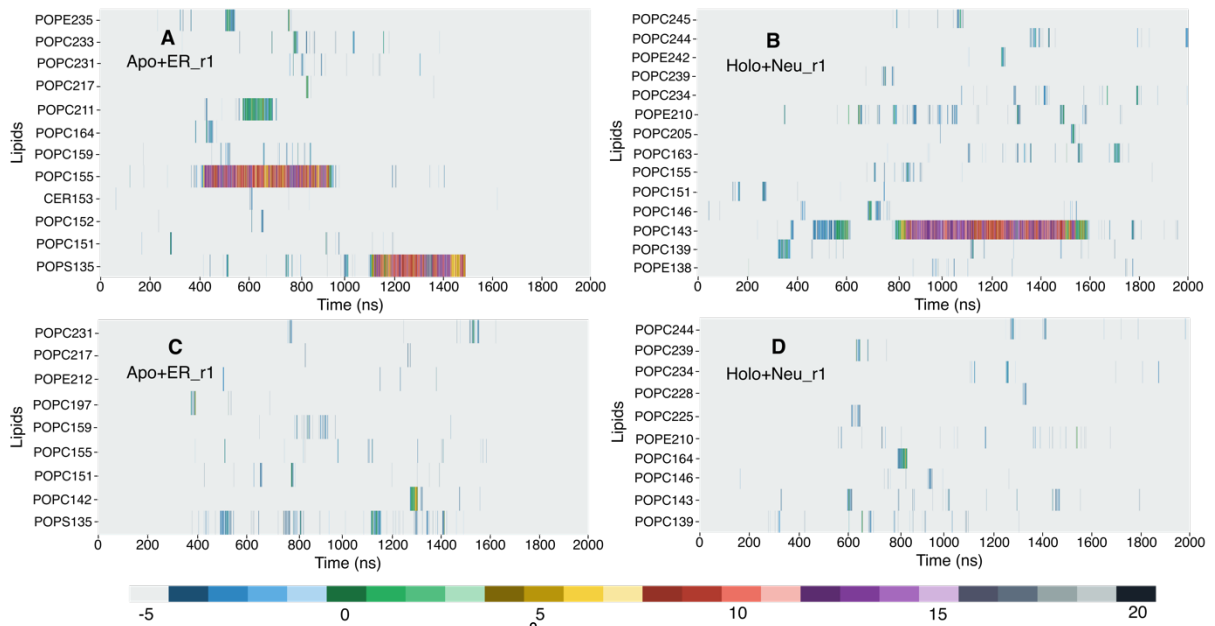 A
Apo+ER_r1
Lipids
POPE235
POPC233
POPC231
POPC217
POPC211
POPC164
POPC159
POPC155
CER153
POPC152
POPC151
POPS135
0 200 400 600 800 1000 1200 1400 1600 1800 2000
Time (ns)
B
Holo+Neu_r1
Lipids
POPC245
POPC244
POPE242
POPC239
POPC234
POPE210
POPC205
POPC163
POPC155
POPC151
POPC146
POPC143
POPC139
POPE138
0 200 400 600 800 1000 1200 1400 1600 1800 2000
Time (ns)
C
Apo+ER_r1
Lipids
POPC231
POPC217
POPE212
POPC197
POPC159
POPC155
POPC151
POPC142
POPS135
0 200 400 600 800 1000 1200 1400 1600 1800 2000
Time (ns)
D
Holo+Neu_r1
Lipids
POPC244
POPC239
POPC234
POPC228
POPC225
POPE210
POPC164
POPC146
POPC143
POPC139
0 200 400 600 800 1000 1200 1400 1600 1800 2000
Time (ns)
-5 0 5 10 15 20